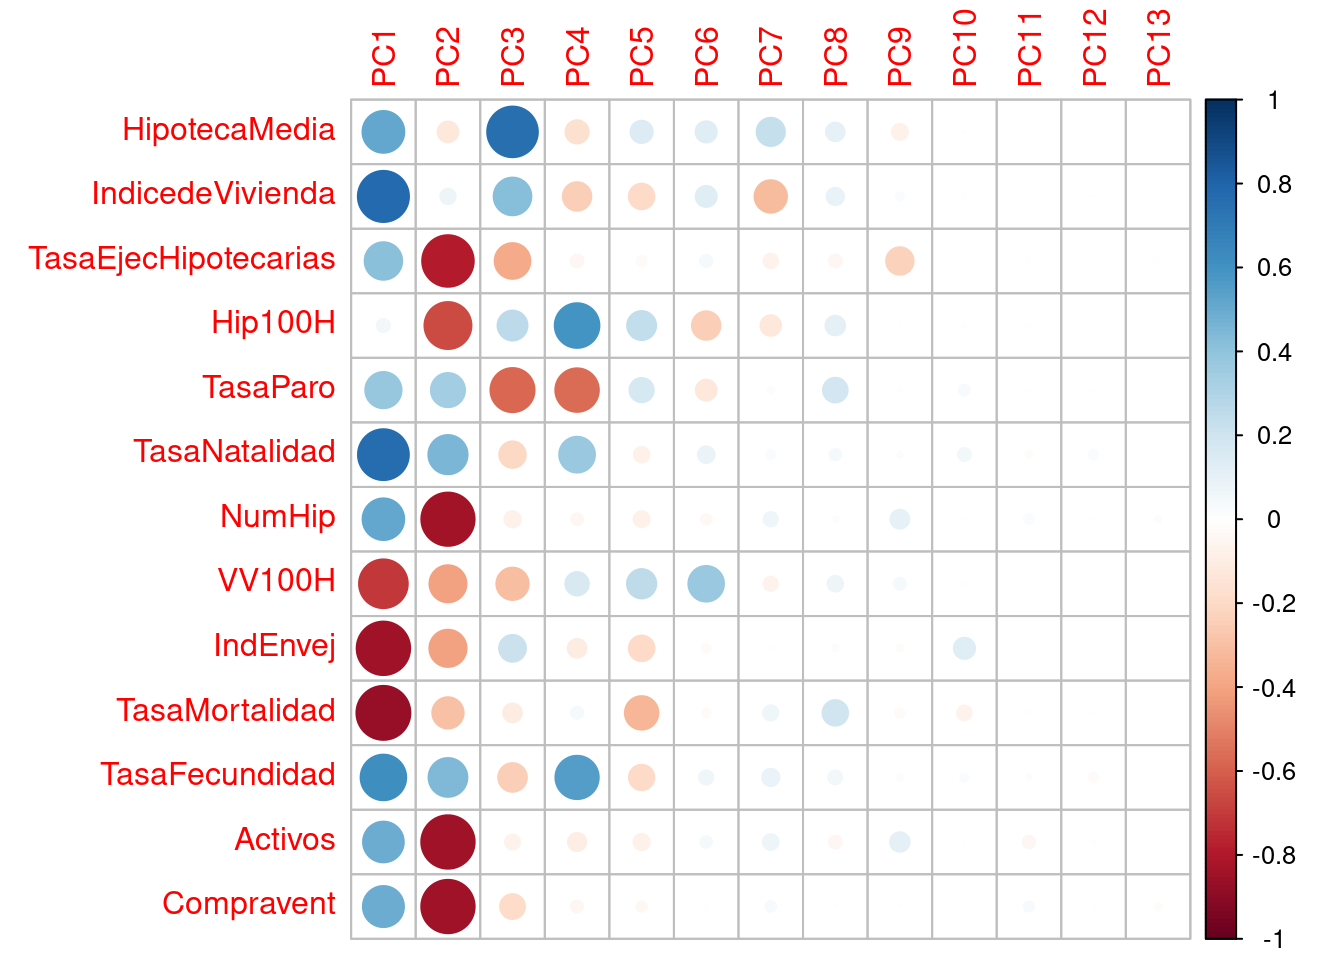 PC1 PC2 PC3 PC4 PC5 PC6 PC7 PC8 PC9 PC10 PC11 PC12 PC13
HipotecaMedia
IndicedeVivienda
TasaEjecHipotecarias
Hip100H
TasaParo
TasaNatalidad
NumHip
VV100H
IndEnvej
TasaMortalidad
TasaFecundidad
Activos
Compravent
1
0.8
0.6
0.4
0.2
0
-0.2
-0.4
-0.6
-0.8
-1